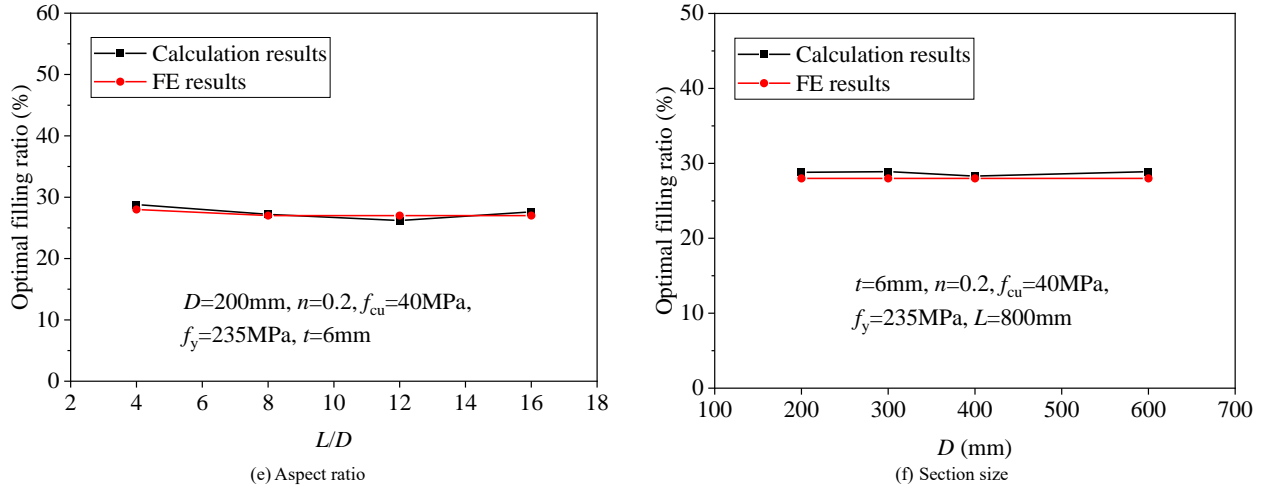 60
50
40
30
20
10
0
Optimal filling ratio (%)
Calculation results
FE results
D=200mm, n=0.2, fcu=40MPa,
fy=235MPa, t=6mm
2 4 6 8 10 12 14 16 18
L/D
(e) Aspect ratio
50
40
30
20
10
0
Optimal filling ratio (%)
Calculation results
FE results
t=6mm, n=0.2, fcu=40MPa,
fy=235MPa, L=800mm
100 200 300 400 500 600 700
D (mm)
(f) Section size